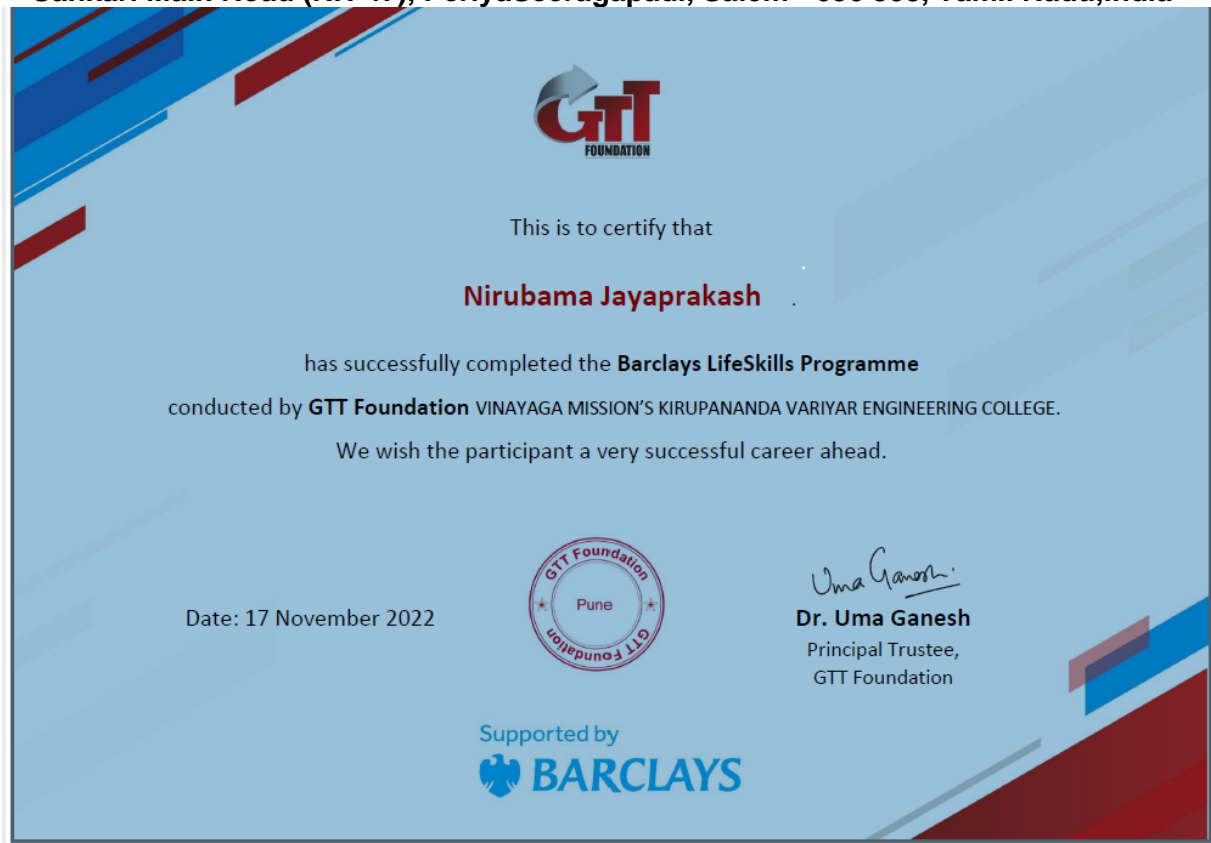 GTT
FOUNDATION
This is to certify that
Nirubama Jayaprakash
has successfully completed the Barclays LifeSkills Programme
conducted by GTT Foundation VINAYAGA MISSION'S KIRUPANANDA VARIYAR ENGINEERING COLLEGE.
We wish the participant a very successful career ahead.
Date: 17 November 2022
GTT Foundation
Pune
GTT Foundation
Uma Ganesh.
Dr. Uma Ganesh
Principal Trustee,
GTT Foundation
Supported by
BARCLAYS